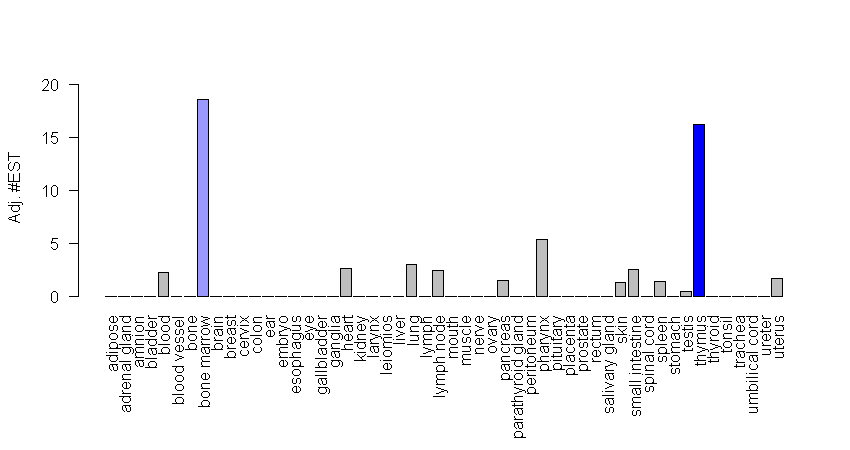 Adj. #EST
20
15
10
5
0
adipose
adrenal gland
amnion
bladder
blood
blood vessel
bone
bone marrow
brain
breast
cervix
colon
ear
embryo
esophagus
eye
gallbladder
ganglia
heart
kidney
larynx
leiomios
liver
lung
lymph
lymph node
mouth
muscle
nerve
ovary
pancreas
parathyroid gland
peritoneum
pharynx
pituitary
placenta
prostate
rectum
salivary gland
skin
small intestine
spinal cord
spleen
stomach
testis
thymus
thyroid
tonsil
trachea
umbilical cord
ureter
uterus